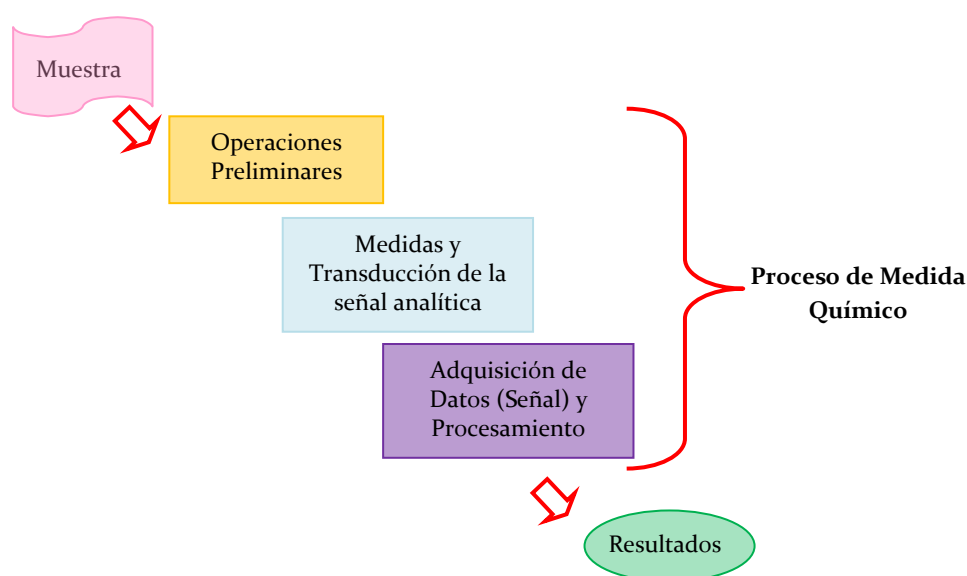 Muestra
Operaciones
Preliminares
Medidas y
Transducción de la
señal analítica
Proceso de Medida
Químico
Adquisición de
Datos (Señal) y
Procesamiento
Resultados